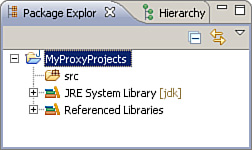 Package Explor
Hierarchy
MyProxyProjects
src
JRE System Library [jdk]
Referenced Libraries